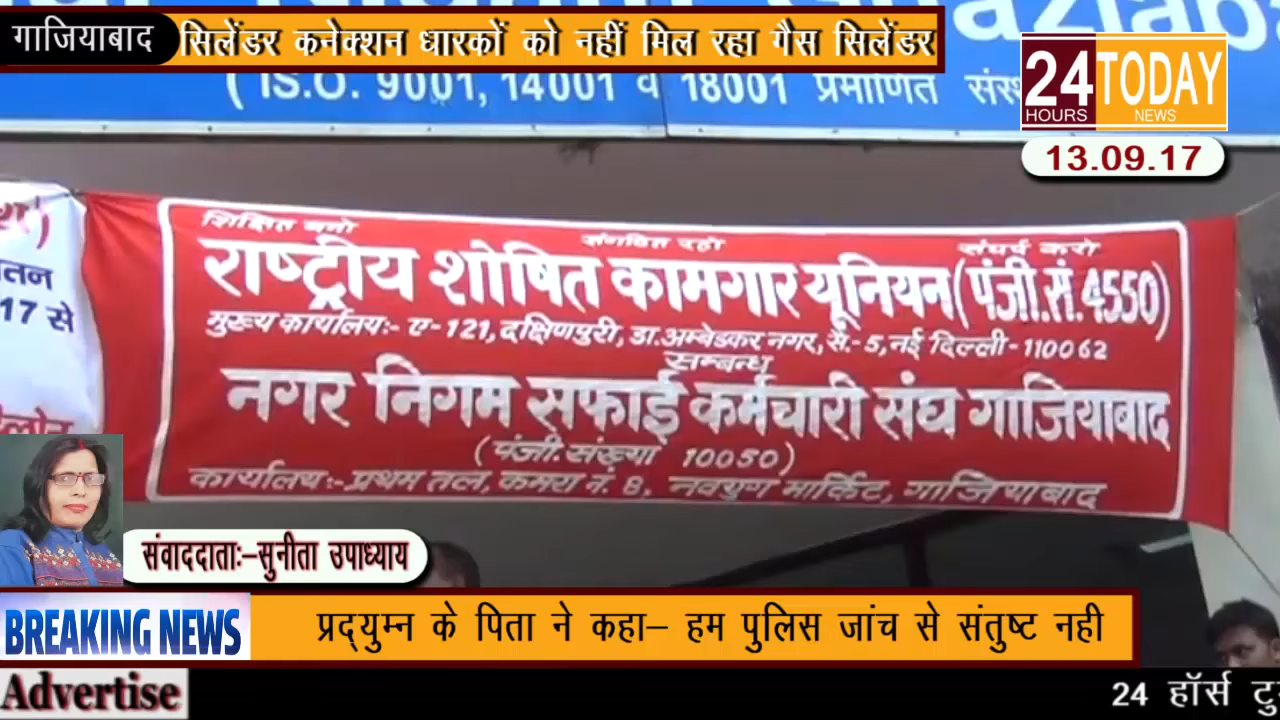 गाजियाबाद
सिलेंडर कनेक्शन धारकों को नहीं मिल रहा गैस सिलेंडर
( IS.O. 9001, 14001 व 18001 प्रमाणित
24 TODAY
HOURS NEWS
13.09.17
17 से
शिक्षित बनो संगठित रहो संघर्ष करो
राष्ट्रीय शोषित कामगार यूनियन (पंजी.सं.4550)
मुख्य कार्यालय:- ए-121, दक्षिणपुरी, डा.अम्बेडकर नगर, सै.- 5, नई दिल्ली-110062
सम्बन्ध
नगर निगम सफाई कर्मचारी संघ गाजियाबाद
(पंजी.संख्या 10050)
कार्यालय:- प्रथम तल, कमरा नं. 8, नवयुग मार्किट, गाजियाबाद
संवाददाताः-सुनीता उपाध्याय
BREAKING NEWS
प्रद्युम्न के पिता ने कहा– हम पुलिस जांच से संतुष्ट नही
Advertise
24 हॉर्स